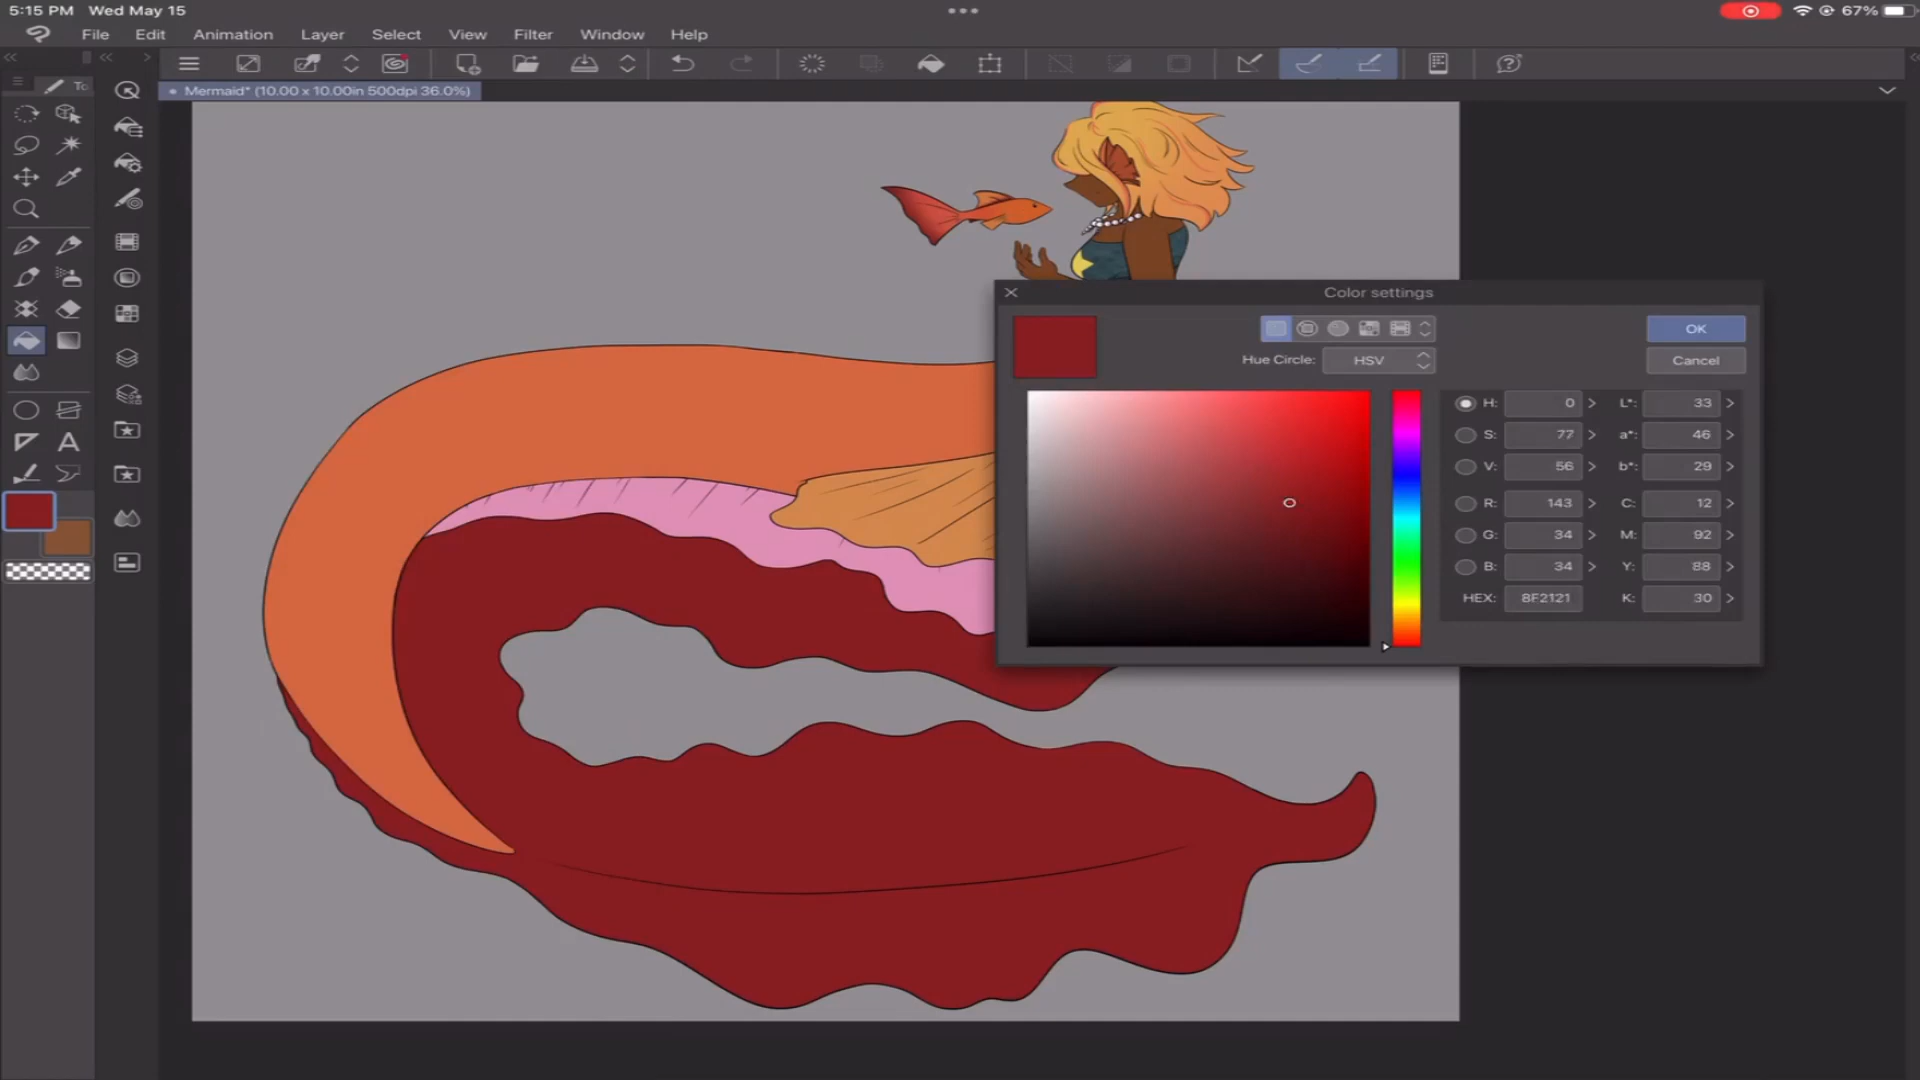 5:15 PM Wed May 15
67%
File Edit Animation Layer Select View Filter Window Help
To
Mermaid* (10.00 x 10.00in 500dpi 36.0%)
Color settings
OK
Hue Circle: HSV
Cancel
H: 0 L*: 33
S: 77 a*: 46
V: 56 b*: 29
R: 143 C: 12
G: 34 M: 92
B: 34 Y: 88
HEX: 8F2121 K: 30
A